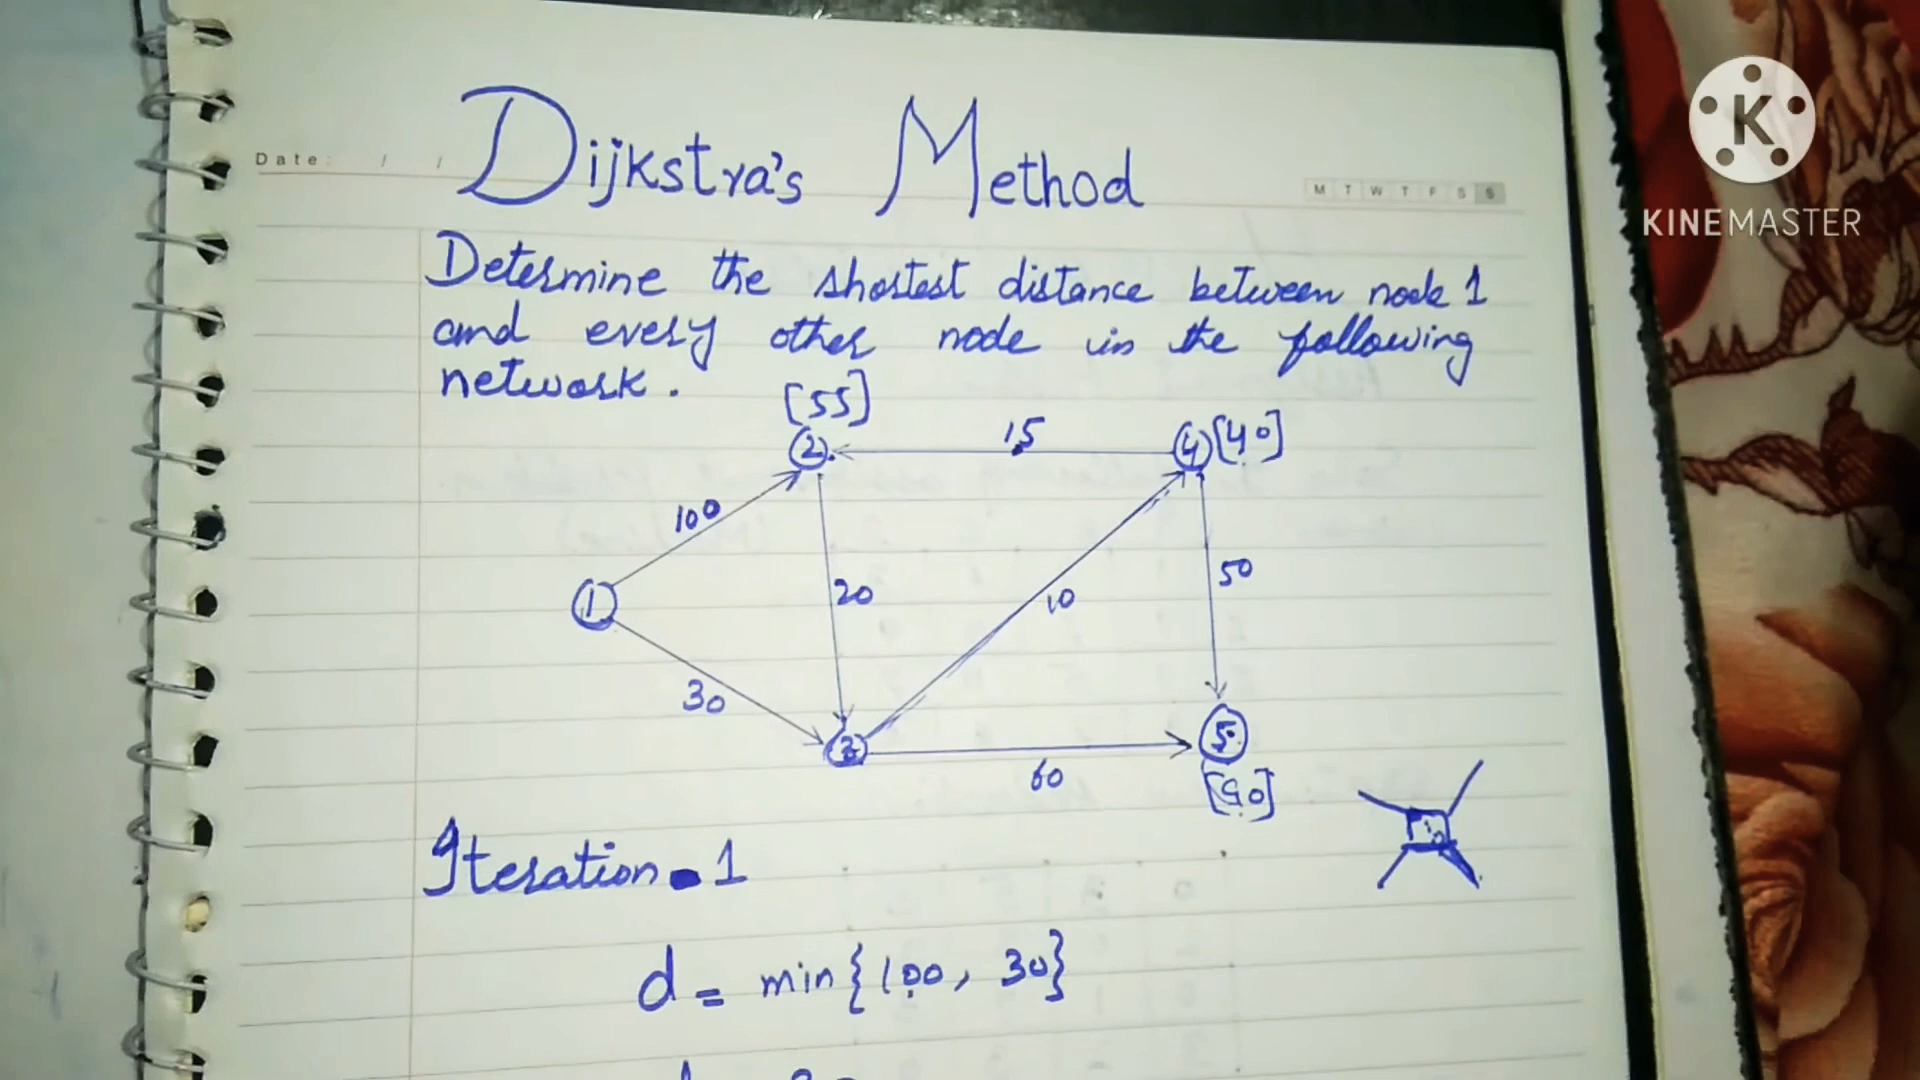 Dijkstra's Method
Date: / /
M T W T F S S
K
KINEMASTER
Determine the shortest distance between node 1
and every other node in the following
network.
[55]
2
15
4 [40]
100
1
20
10
50
30
3
60
5
[90]
Iteration - 1
10
d = min{100, 30}